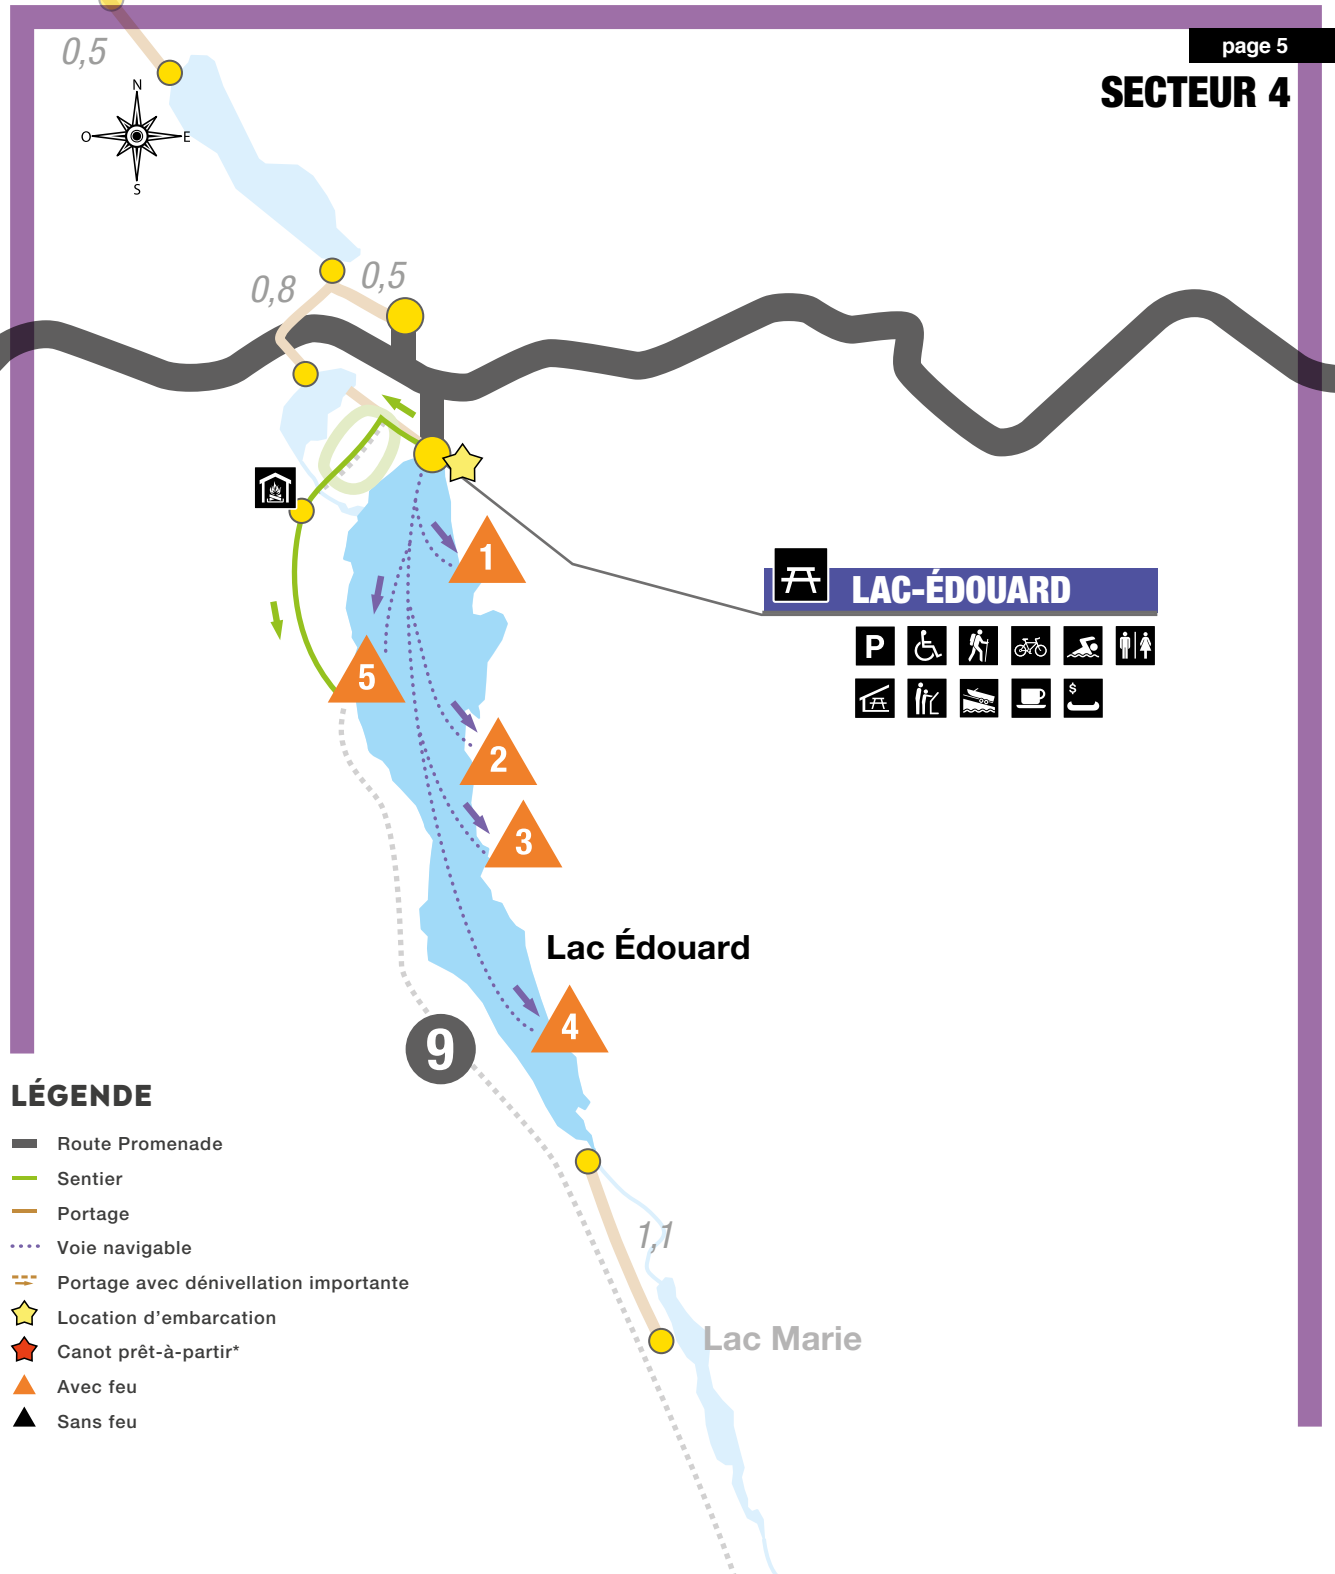 page 5
SECTEUR 4
0,5
N
O
E
S
0,8
0,5
1
LAC-ÉDOUARD
P
5
$
2
3
Lac Édouard
4
9
LÉGENDE
Route Promenade
Sentier
Portage
Voie navigable
Portage avec dénivellation importante
Location d'embarcation
Canot prêt-à-partir*
Avec feu
Sans feu
1,1
Lac Marie